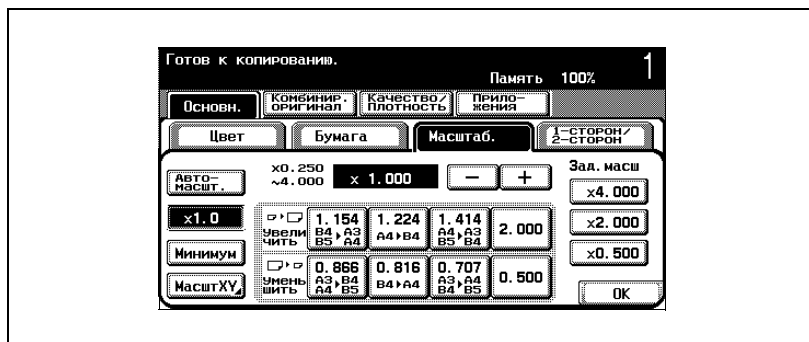 Готов к копированию.
Память 100% 1
Основн. Комбинир. оригинал Качество/ Плотность Прило-жения
Цвет Бумага Масштаб. 1-сторон/ 2-сторон
Авто-масшт.
x0.250 ~4.000
x 1.000
− +
Зад. масш
x4.000
x2.000
x0.500
x1.0
Минимум
МасштXY
Увели чить
1.154 B4▸A3 B5▸A4
1.224 A4▸B4
1.414 A4▸A3 B5▸B4
2.000
Умень шить
0.866 A3▸B4 A4▸B5
0.816 B4▸A4
0.707 A3▸A4 B4▸B5
0.500
OK